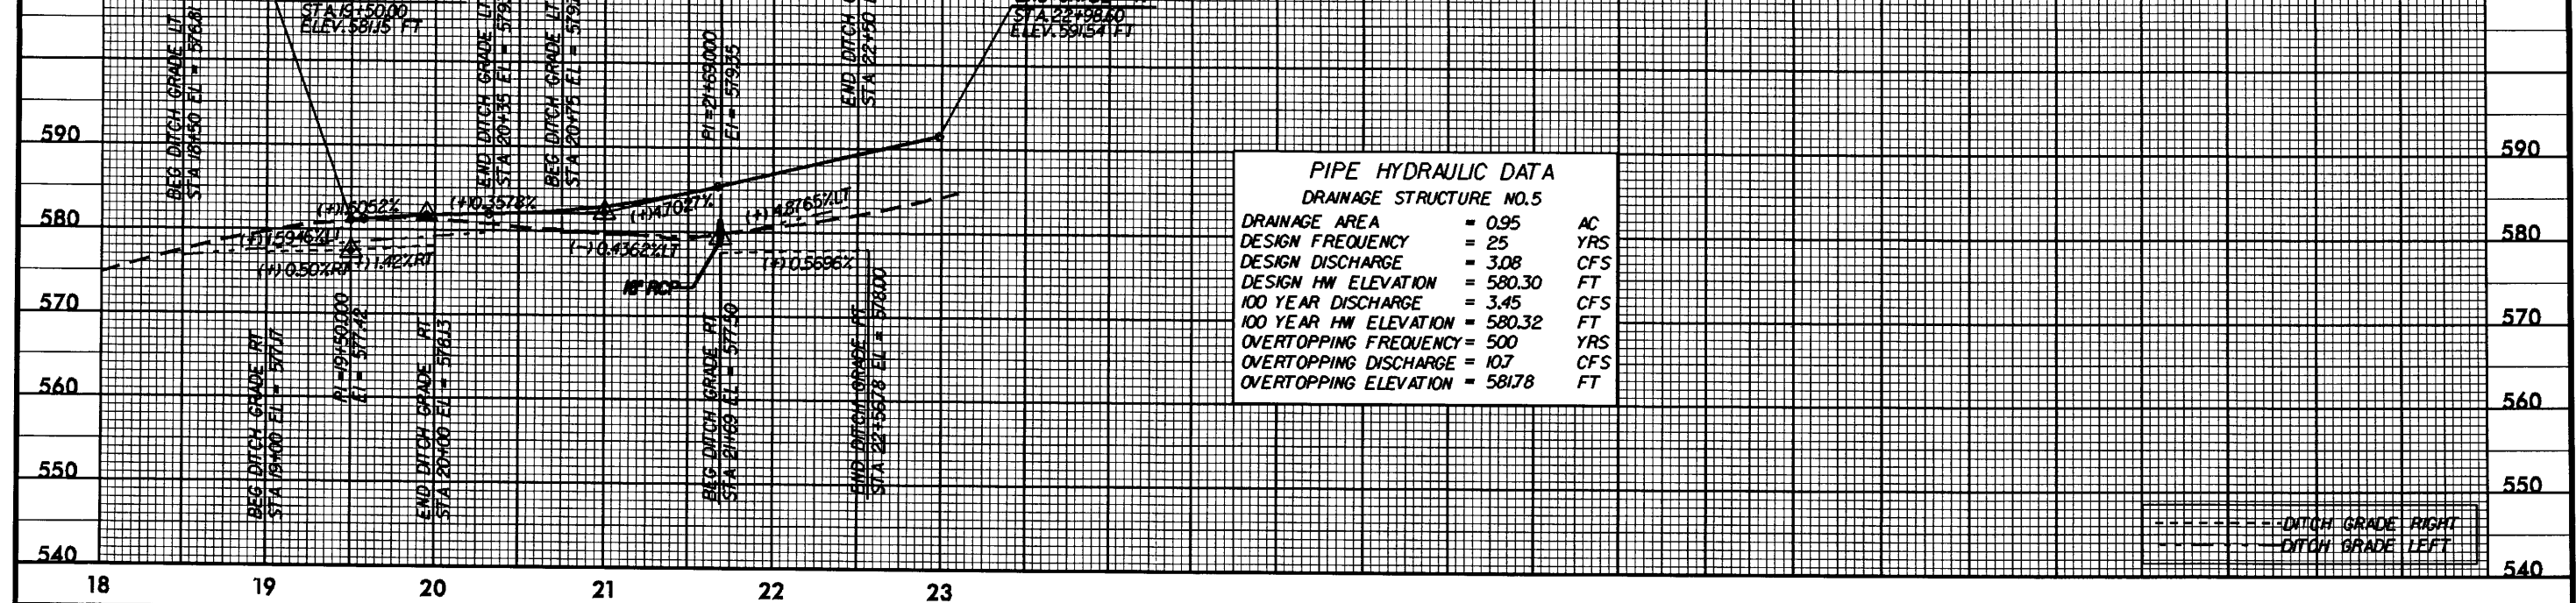 STA.19+50.00
ELEV. 581.15 FT
STA. 22+98.60
ELEV. 591.54 FT
BEG DITCH GRADE LT
STA 18+50 EL = 576.81
END DITCH GRADE LT
STA 20+35 EL = 579.
BEG DITCH GRADE LT
STA 20+75 EL = 579.
PI = 21+69.000
El = 579.35
END DITCH
STA 22+50
590
580
570
560
550
540
(+)1.5052%
(+)0.3578%
(+)4.7027%
(+) 4.8765% LT
(+)1.5946% LT
(+) 0.50% RT
(+) 1.42% RT
(-) 0.4362% LT
(+) 0.5696%
18" RCP
BEG DITCH GRADE RT
STA 19+00 EL = 577.17
PI = 19+50.000
El = 577.42
END DITCH GRADE RT
STA 20+00 EL = 578.13
BEG DITCH GRADE RT
STA 21+69 EL = 577.50
END DITCH GRADE RT
STA 22+56.78 EL = 578.00
PIPE HYDRAULIC DATA
DRAINAGE STRUCTURE NO. 5
DRAINAGE AREA = 0.95 AC
DESIGN FREQUENCY = 25 YRS
DESIGN DISCHARGE = 3.08 CFS
DESIGN HW ELEVATION = 580.30 FT
100 YEAR DISCHARGE = 3.45 CFS
100 YEAR HW ELEVATION = 580.32 FT
OVERTOPPING FREQUENCY = 500 YRS
OVERTOPPING DISCHARGE = 10.7 CFS
OVERTOPPING ELEVATION = 581.78 FT
590
580
570
560
550
540
DITCH GRADE RIGHT
DITCH GRADE LEFT
18 19 20 21 22 23